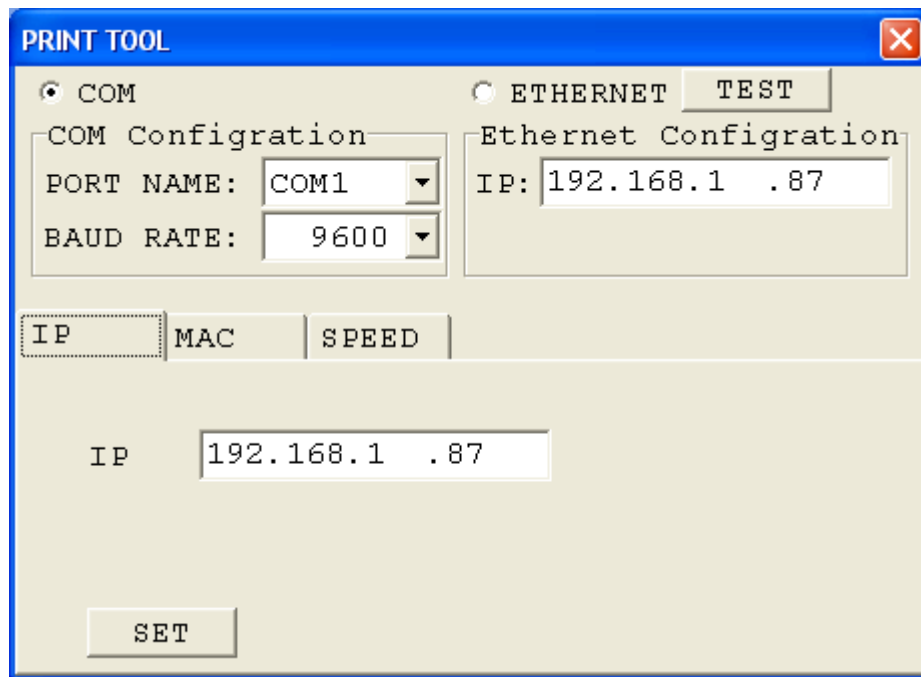 PRINT TOOL
COM
ETHERNET TEST
COM Configration
PORT NAME: COM1
BAUD RATE: 9600
Ethernet Configration
IP: 192.168.1 .87
IP MAC SPEED
IP 192.168.1 .87
SET